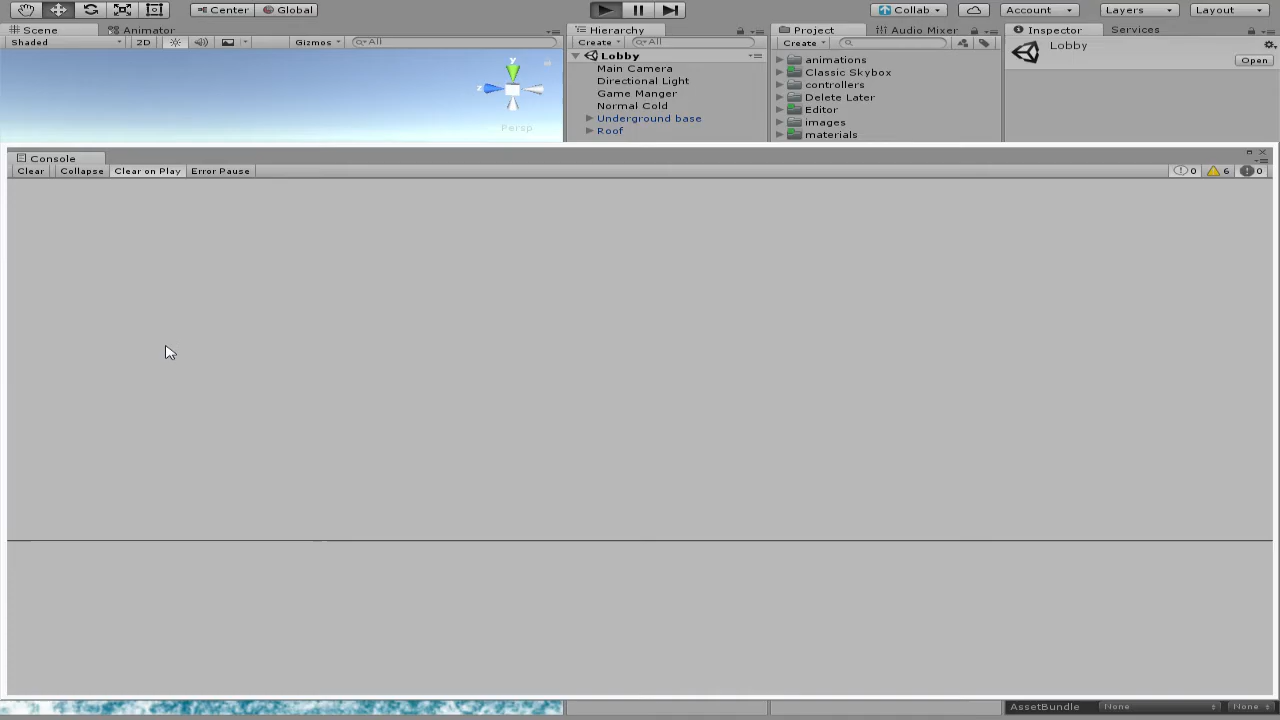 Center Global Collab Account Layers Layout
Scene Animator Hierarchy Project Audio Mixer Inspector Services
Shaded 2D Gizmos All Create All Create Lobby Open
y z Persp
Lobby
Main Camera
Directional Light
Game Manger
Normal Cold
Underground base
Roof
animations
Classic Skybox
controllers
Delete Later
Editor
images
materials
Console
Clear Collapse Clear on Play Error Pause 0 6 0
AssetBundle None None